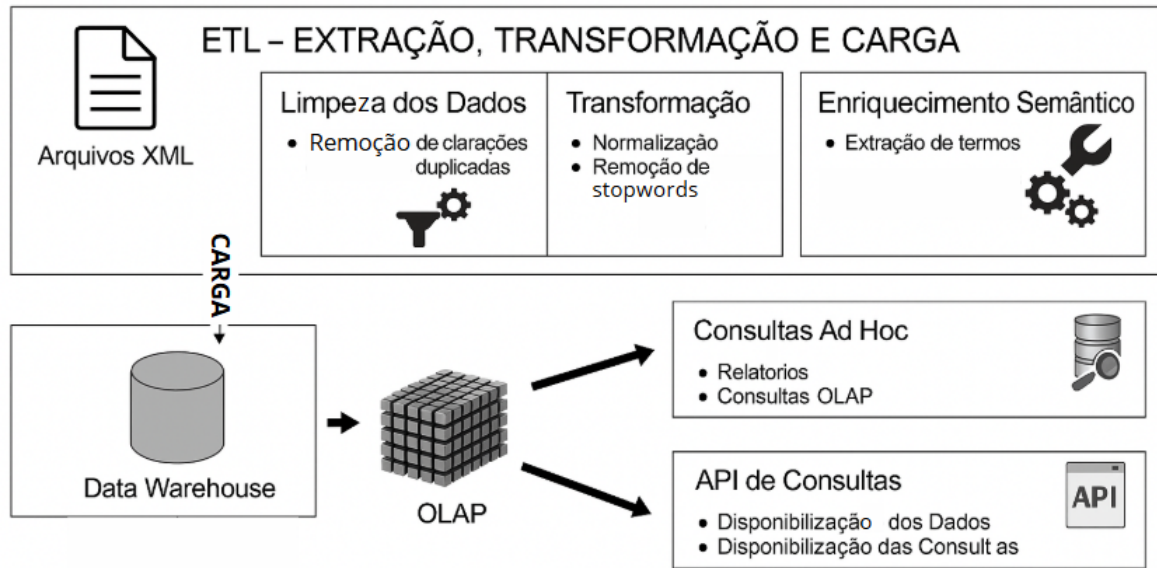 ETL – EXTRAÇÃO, TRANSFORMAÇÃO E CARGA
Arquivos XML
Limpeza dos Dados
• Remoção de clarações
duplicadas
Transformação
• Normalização
• Remoção de
stopwords
Enriquecimento Semântico
• Extração de termos
CARGA
Data Warehouse
OLAP
Consultas Ad Hoc
• Relatorios
• Consultas OLAP
API de Consultas
• Disponibilização dos Dados
• Disponibilização das Consult as
API